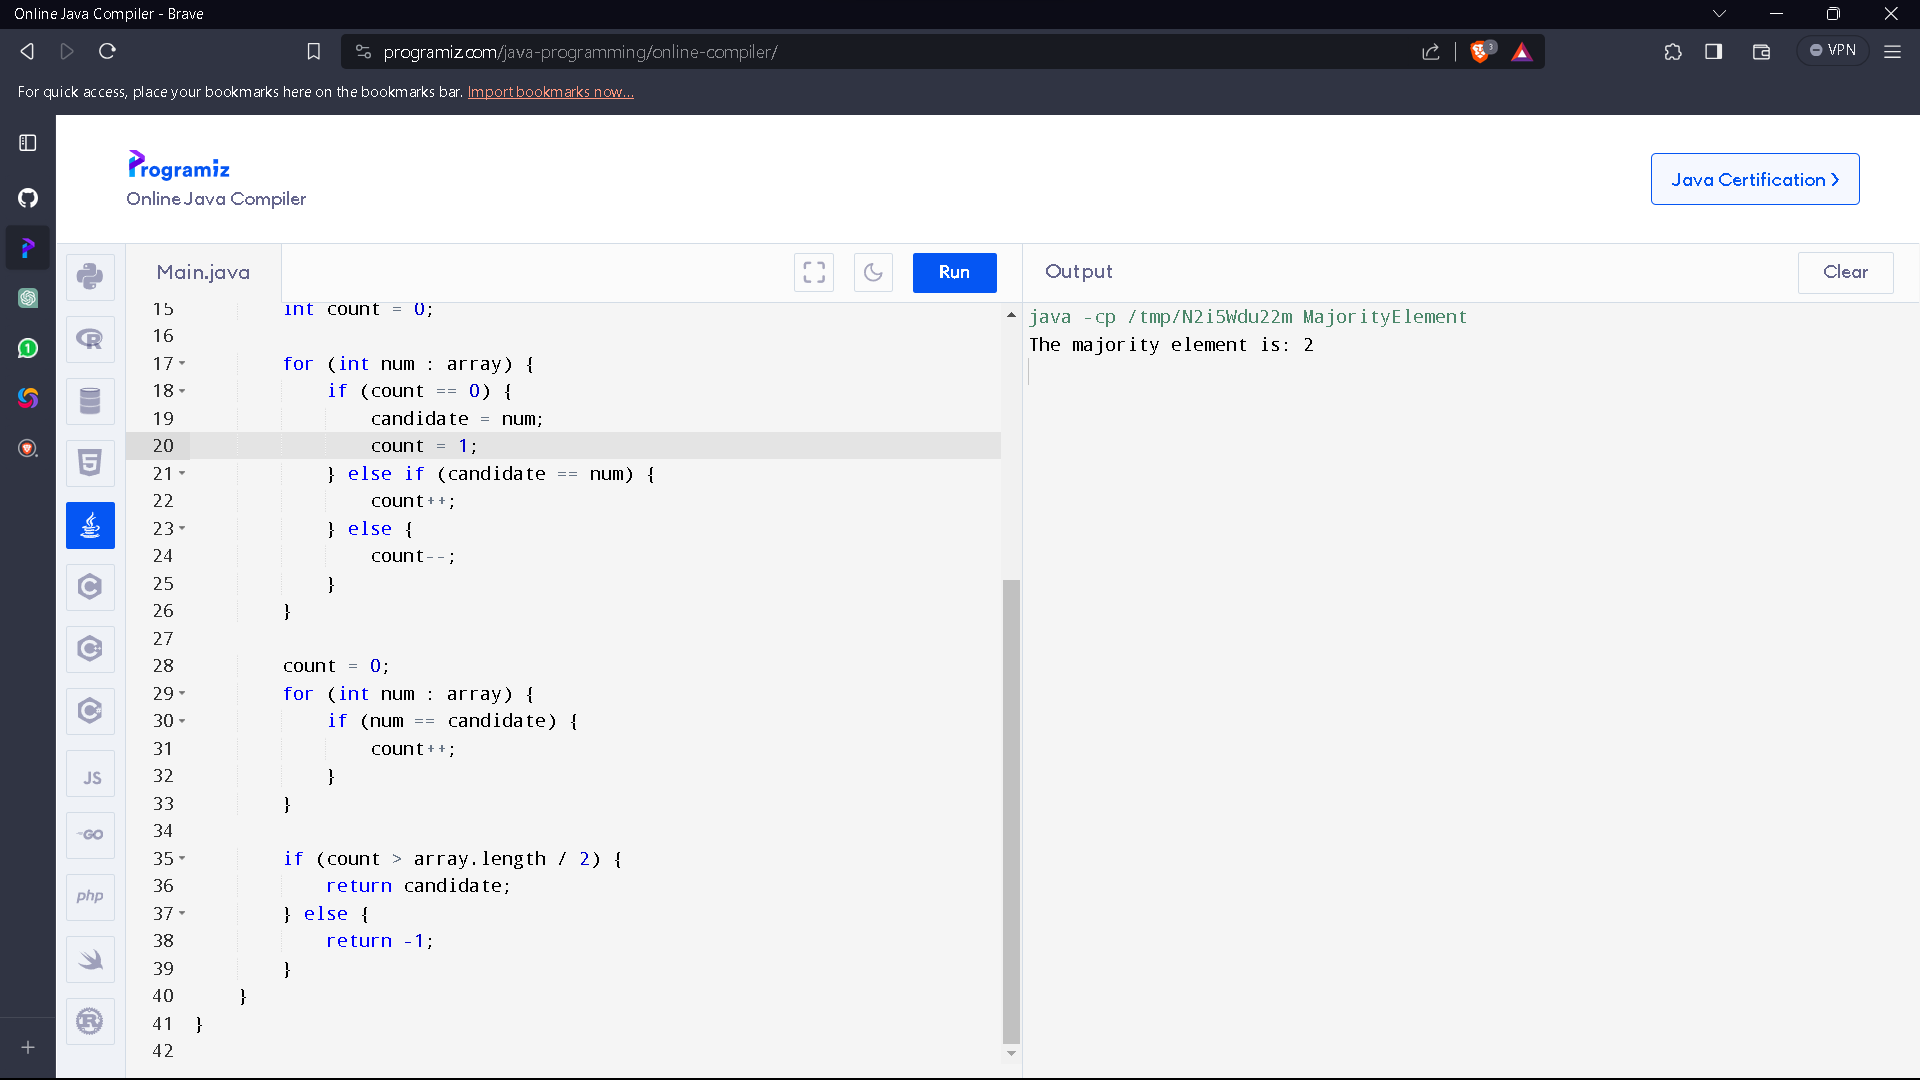 Online Java Compiler - Brave
programiz.com/java-programming/online-compiler/
3
VPN
For quick access, place your bookmarks here on the bookmarks bar. Import bookmarks now...
Programiz
Online Java Compiler
Java Certification
Main.java
Run
Output
Clear
15 int count = 0;
16
17 for (int num : array) {
18 if (count == 0) {
19 candidate = num;
20 count = 1;
21 } else if (candidate == num) {
22 count++;
23 } else {
24 count--;
25 }
26 }
27
28 count = 0;
29 for (int num : array) {
30 if (num == candidate) {
31 count++;
32 }
33 }
34
35 if (count > array.length / 2) {
36 return candidate;
37 } else {
38 return -1;
39 }
40 }
41 }
42
java -cp /tmp/N2i5Wdu22m MajorityElement
The majority element is: 2
1
R
5
C
C
C
JS
GO
php
R